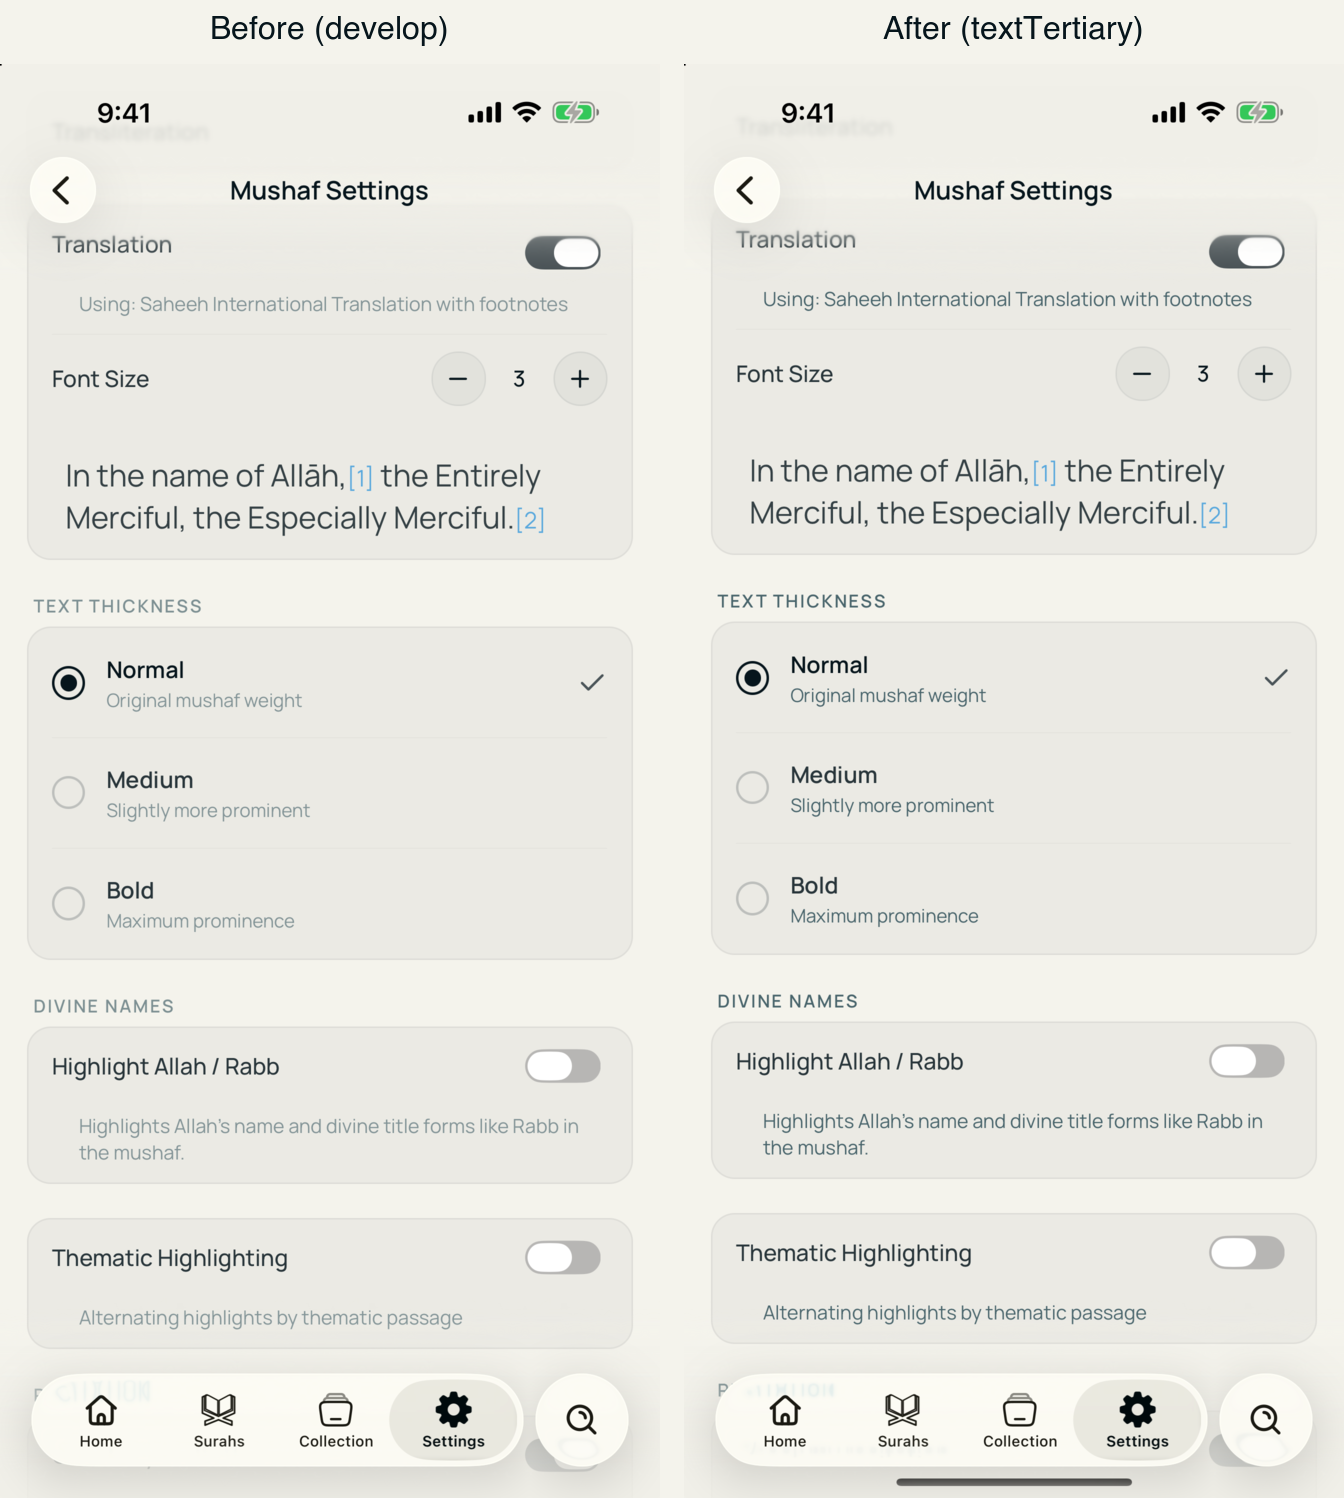 Before (develop)
9:41
Transliteration
Mushaf Settings
Translation
Using: Saheeh International Translation with footnotes
Font Size
3
In the name of Allāh,[1] the Entirely
Merciful, the Especially Merciful.[2]
TEXT THICKNESS
Normal
Original mushaf weight
Medium
Slightly more prominent
Bold
Maximum prominence
DIVINE NAMES
Highlight Allah / Rabb
Highlights Allah's name and divine title forms like Rabb in
the mushaf.
Thematic Highlighting
Alternating highlights by thematic passage
Home
Surahs
Collection
Settings
After (textTertiary)
9:41
Transliteration
Mushaf Settings
Translation
Using: Saheeh International Translation with footnotes
Font Size
3
In the name of Allāh,[1] the Entirely
Merciful, the Especially Merciful.[2]
TEXT THICKNESS
Normal
Original mushaf weight
Medium
Slightly more prominent
Bold
Maximum prominence
DIVINE NAMES
Highlight Allah / Rabb
Highlights Allah's name and divine title forms like Rabb in
the mushaf.
Thematic Highlighting
Alternating highlights by thematic passage
Home
Surahs
Collection
Settings